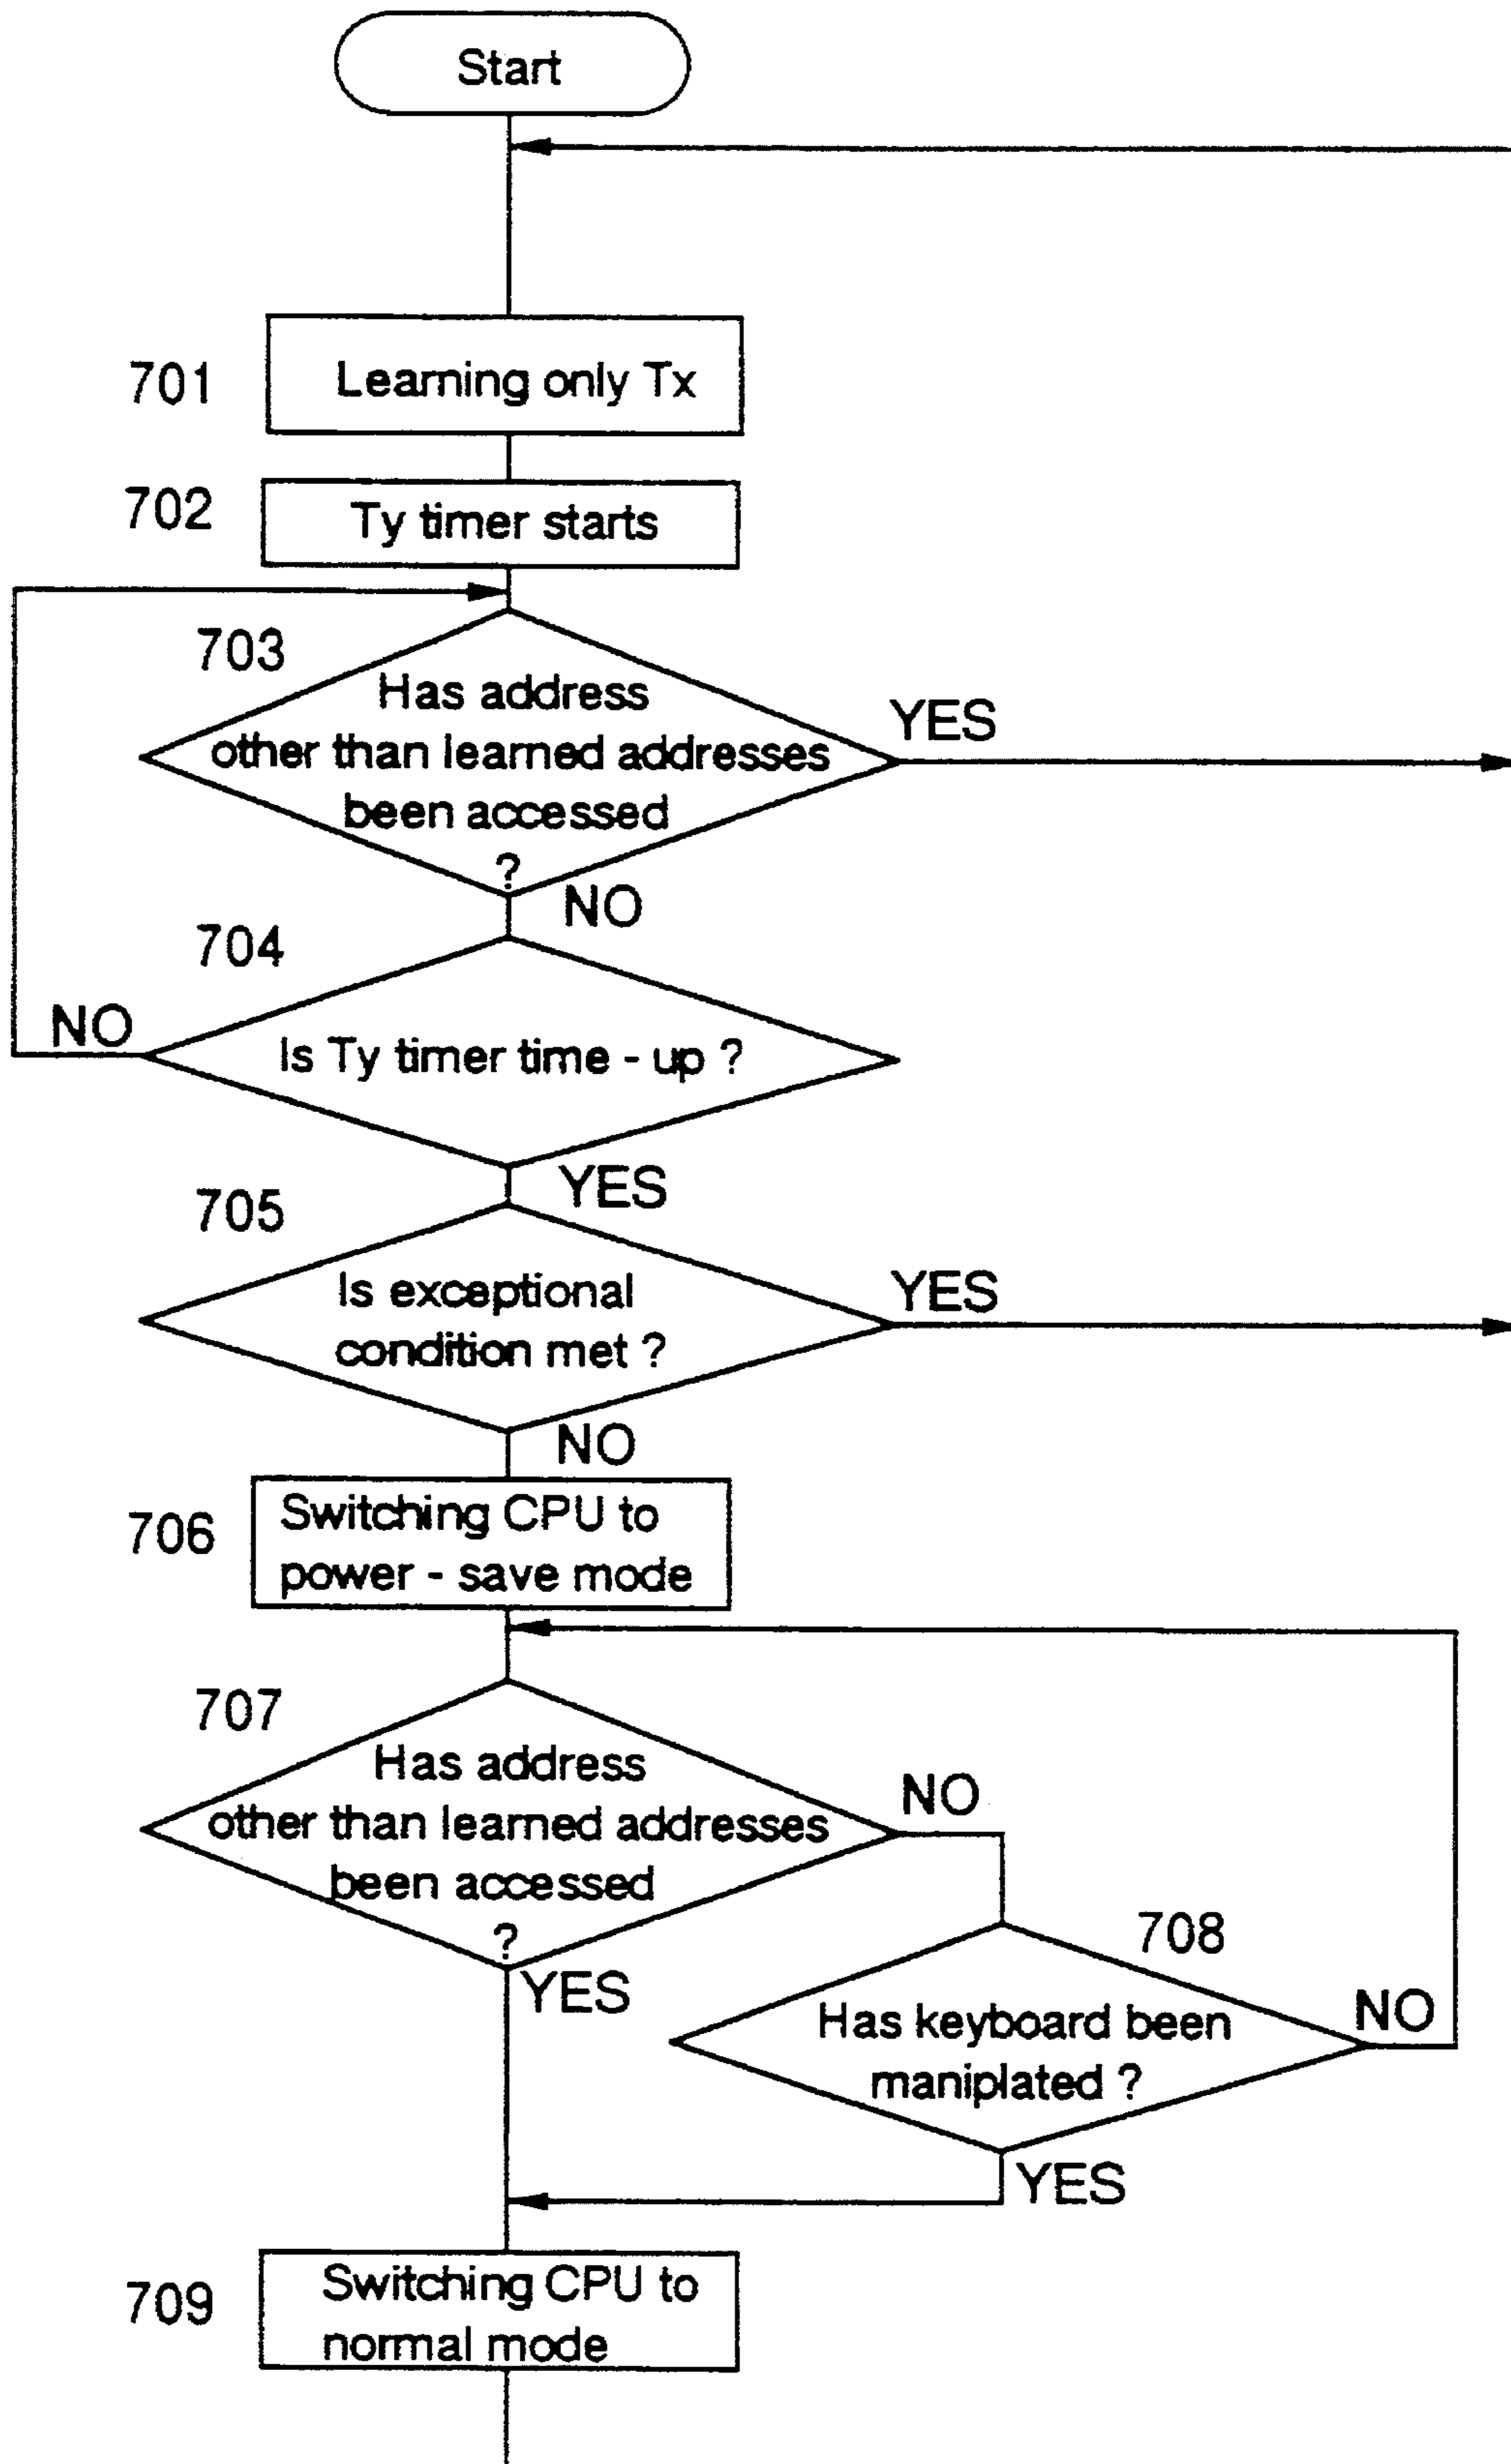 Start
701
Learning only Tx
702
Ty timer starts
703
Has address
other than learned addresses
been accessed
?
YES
NO
704
Is Ty timer time - up ?
NO
YES
705
Is exceptional
condition met ?
YES
NO
706
Switching CPU to
power - save mode
707
Has address
other than learned addresses
been accessed
?
NO
YES
708
Has keyboard been
maniplated ?
NO
YES
709
Switching CPU to
normal mode